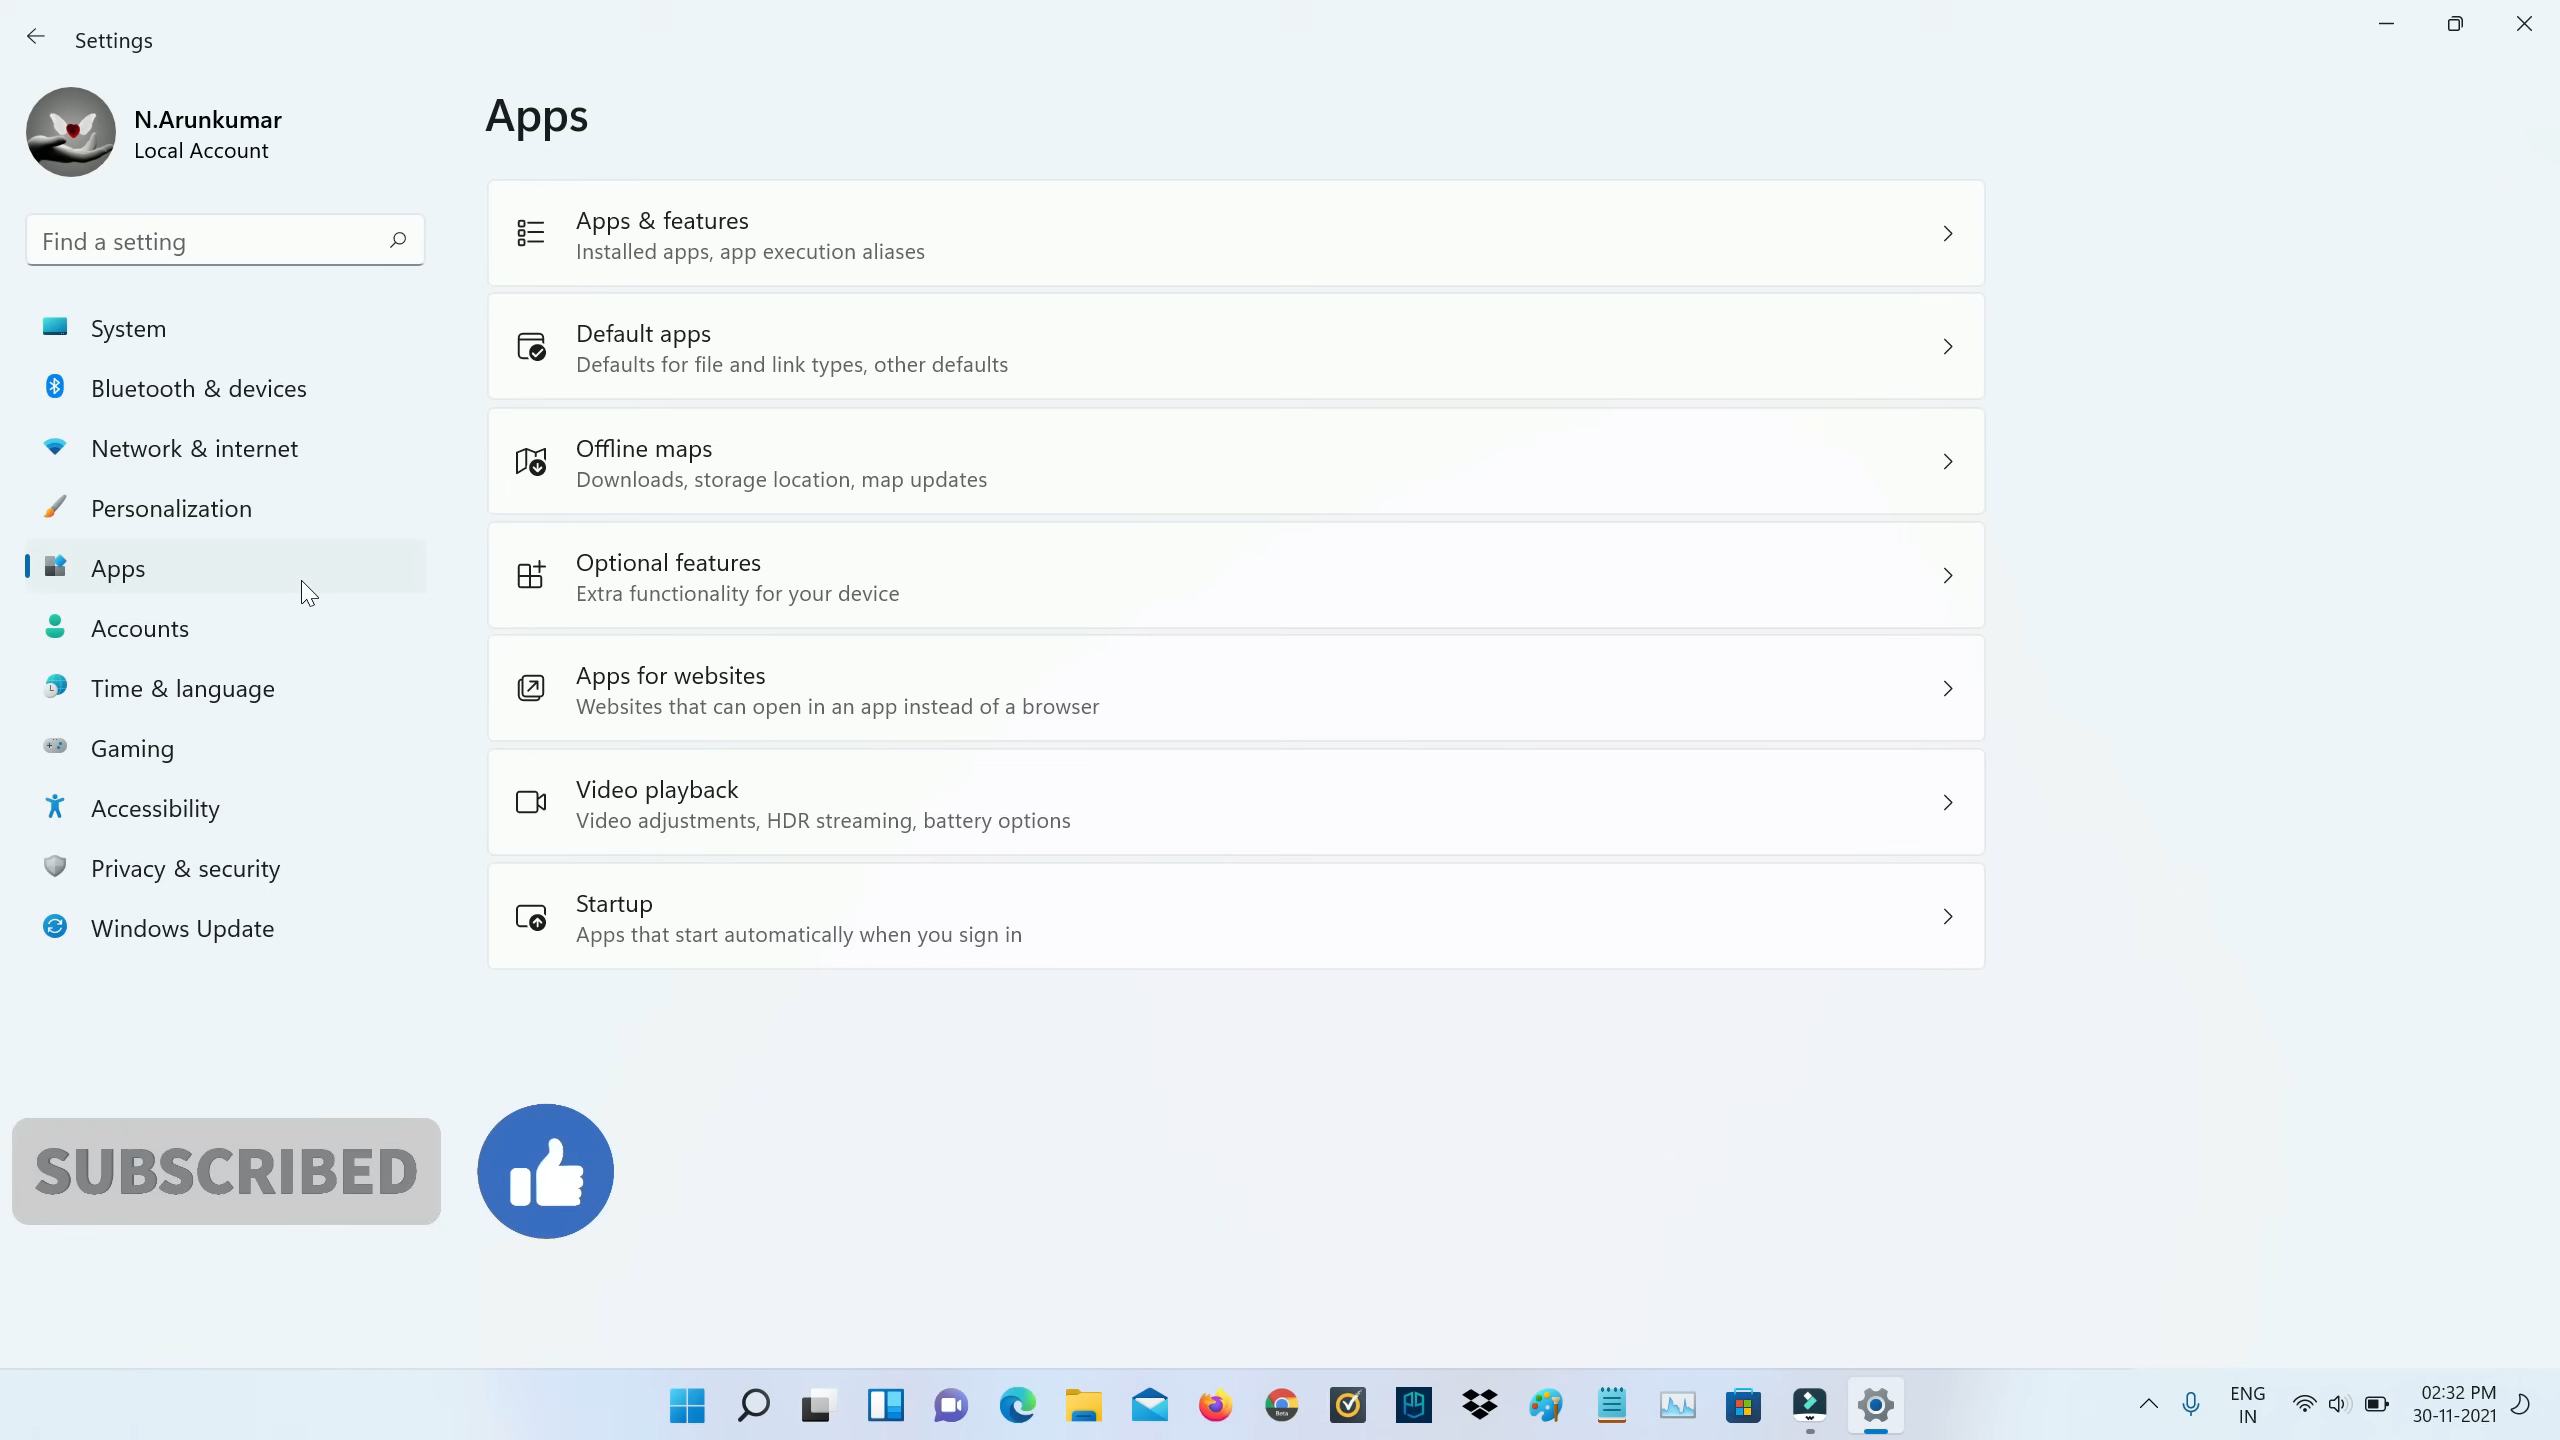 Settings
N.Arunkumar
Local Account
Find a setting
System
Bluetooth & devices
Network & internet
Personalization
Apps
Accounts
Time & language
Gaming
Accessibility
Privacy & security
Windows Update
Apps
Apps & features
Installed apps, app execution aliases
Default apps
Defaults for file and link types, other defaults
Offline maps
Downloads, storage location, map updates
Optional features
Extra functionality for your device
Apps for websites
Websites that can open in an app instead of a browser
Video playback
Video adjustments, HDR streaming, battery options
Startup
Apps that start automatically when you sign in
SUBSCRIBED
Beta
ENG
IN
02:32 PM
30-11-2021